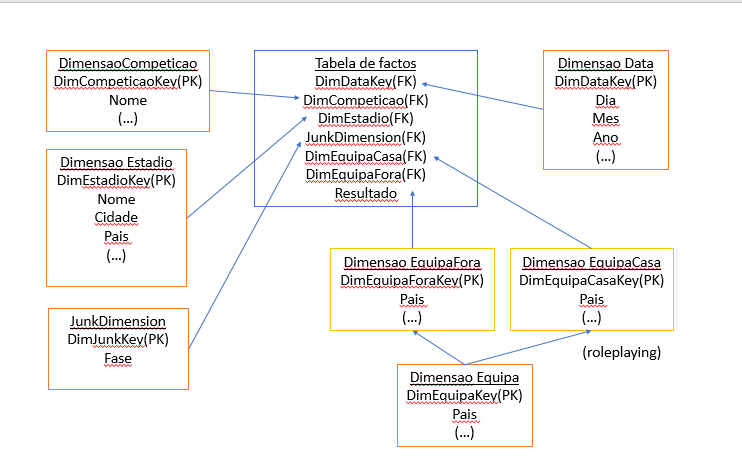 DimensaoCompeticao
DimCompeticaoKey(PK)
Nome
(...)
Tabela de factos
DimDataKey(FK)
DimCompeticao(FK)
DimEstadio(FK)
JunkDimension(FK)
DimEquipaCasa(FK)
DimEquipaFora(FK)
Resultado
Dimensao Data
DimDataKey(PK)
Dia
Mes
Ano
(...)
Dimensao Estadio
DimEstadioKey(PK)
Nome
Cidade
Pais
(...)
Dimensao EquipaFora
DimEquipaForaKey(PK)
Pais
(...)
Dimensao EquipaCasa
DimEquipaCasaKey(PK)
Pais
(...)
JunkDimension
DimJunkKey(PK)
Fase
(roleplaying)
Dimensao Equipa
DimEquipaKey(PK)
Pais
(...)